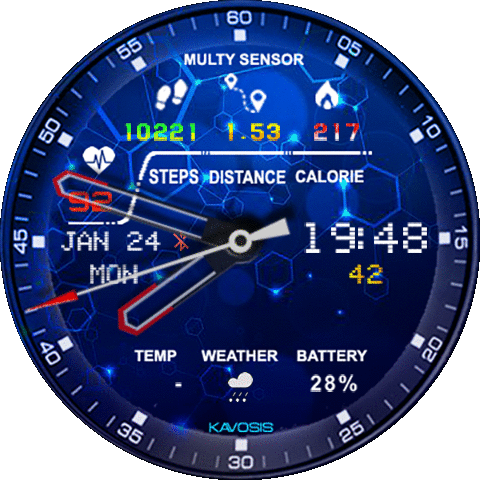 60
55
05
50
10
45
15
40
20
35
25
30
MULTY SENSOR
10221 1.53 217
STEPS DISTANCE CALORIE
92
JAN 24
19:48
MON
42
TEMP WEATHER BATTERY
- 28%
KAVOSIS